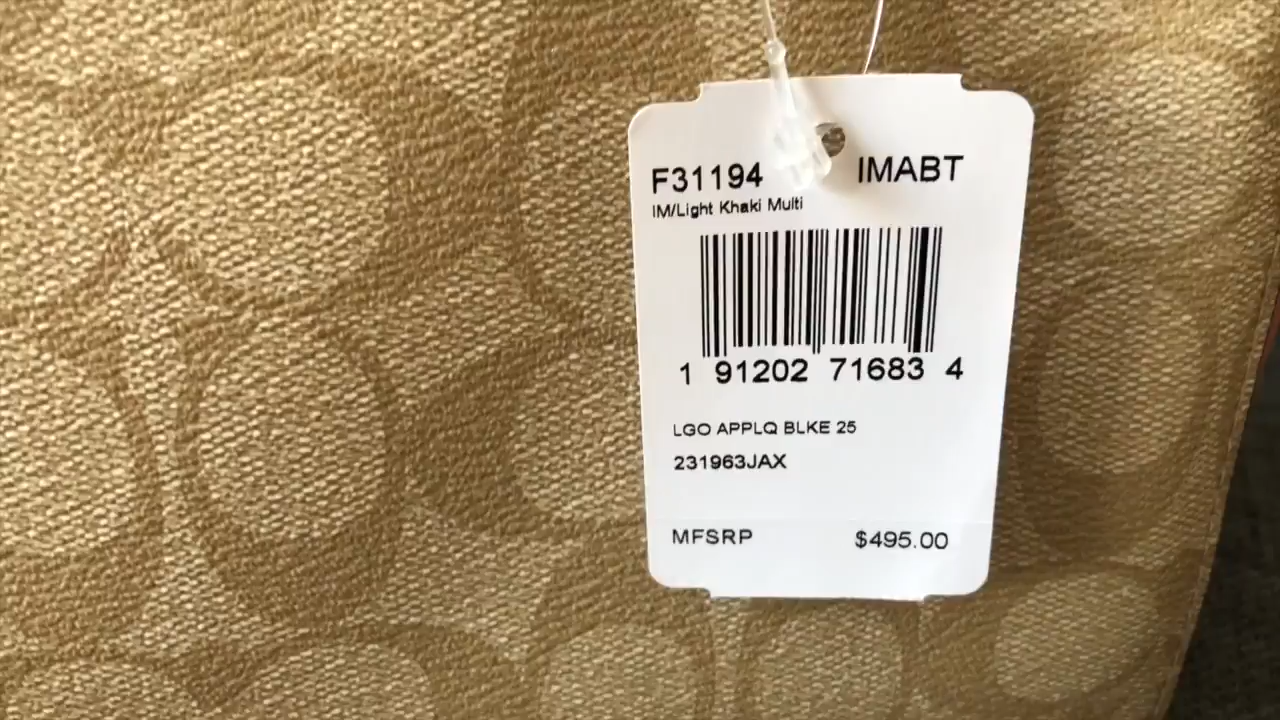 F31194 IMABT
IM/Light Khaki Multi
1 91202 71683 4
LGO APPLQ BLKE 25
231963JAX
MFSRP $495.00